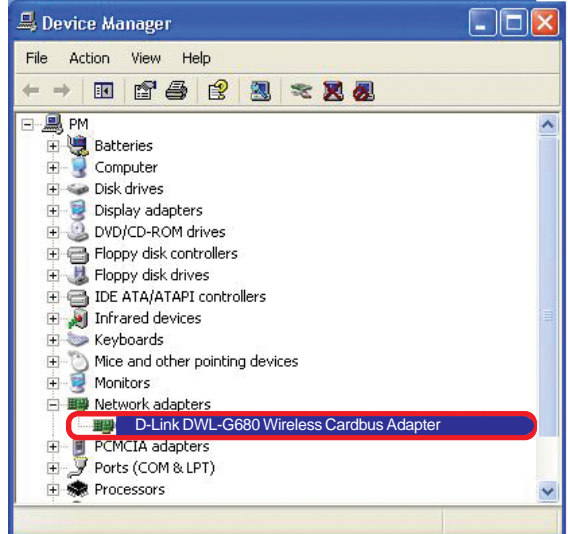 Device Manager
File Action View Help
PM
Batteries
Computer
Disk drives
Display adapters
DVD/CD-ROM drives
Floppy disk controllers
Floppy disk drives
IDE ATA/ATAPI controllers
Infrared devices
Keyboards
Mice and other pointing devices
Monitors
Network adapters
D-Link DWL-G680 Wireless Cardbus Adapter
PCMCIA adapters
Ports (COM & LPT)
Processors